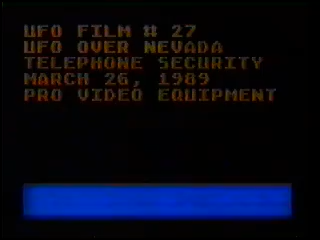 UFO FILM # 27
UFO OVER NEVADA
TELEPHONE SECURITY
MARCH 26, 1989
PRO VIDEO EQUIPMENT